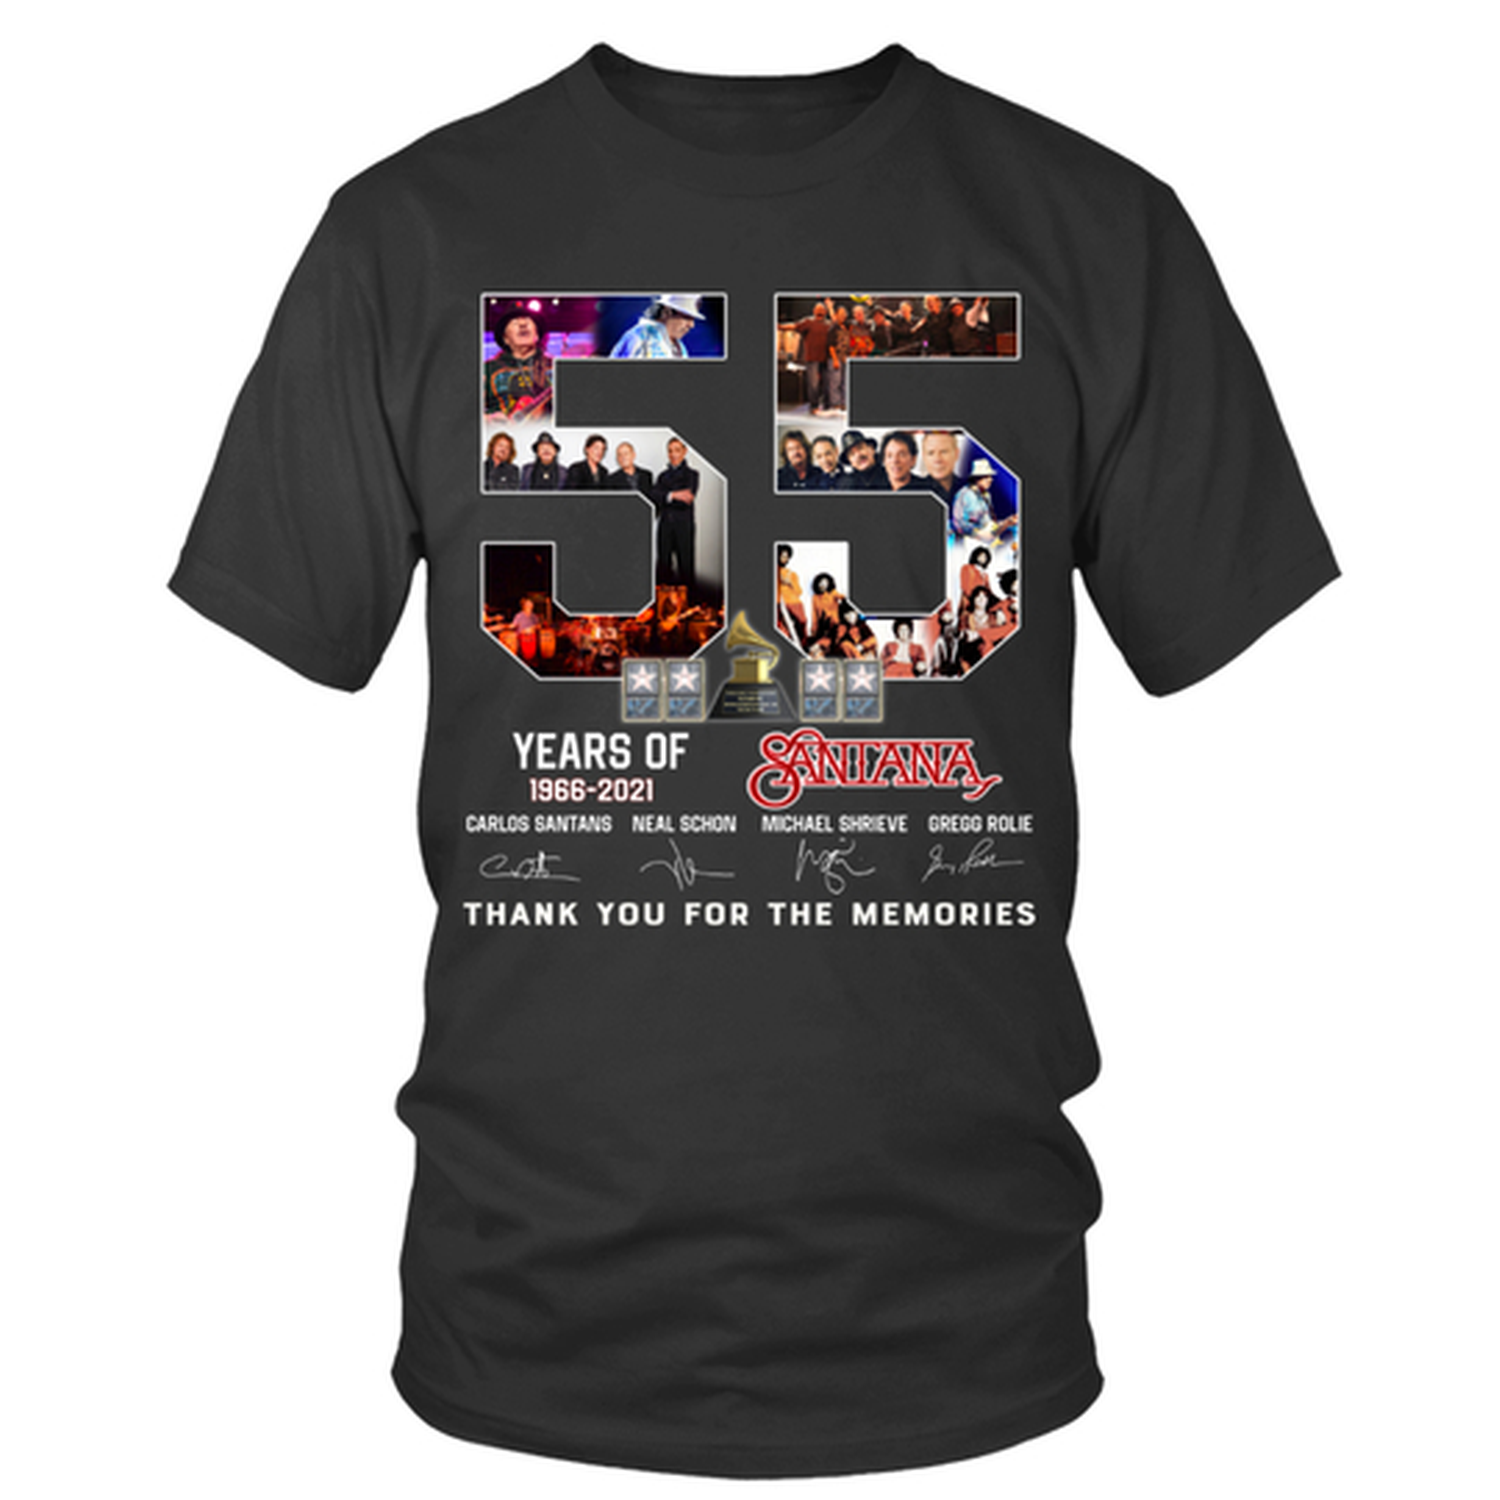 55
YEARS OF SANTANA
1966-2021
CARLOS SANTANS NEAL SCHON MICHAEL SHRIEVE GREGG ROLIE
THANK YOU FOR THE MEMORIES